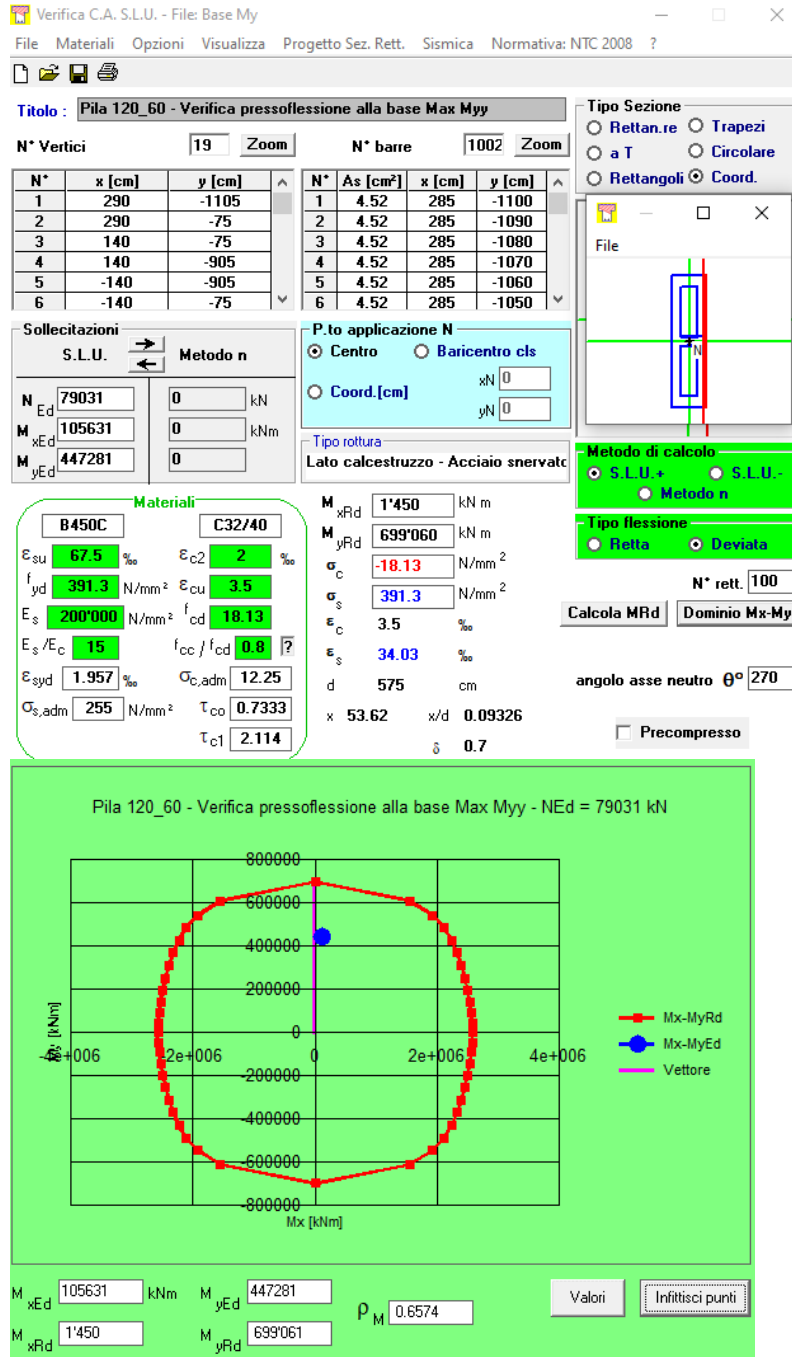 Verifica C.A. S.L.U. - File: Base My
File Materiali Opzioni Visualizza Progetto Sez. Rett. Sismica Normativa: NTC 2008 ?
Titolo : Pila 120_60 - Verifica pressoflessione alla base Max Myy
N* Vertici 19 Zoom
N* x [cm] y [cm]
1 290 -1105
2 290 -75
3 140 -75
4 140 -905
5 -140 -905
6 -140 -75
N* barre 1002 Zoom
N* As [cm²] x [cm] y [cm]
1 4.52 285 -1100
2 4.52 285 -1090
3 4.52 285 -1080
4 4.52 285 -1070
5 4.52 285 -1060
6 4.52 285 -1050
Tipo Sezione
Rettan.re Trapezi
a T Circolare
Rettangoli Coord.
File
N
Sollecitazioni
S.L.U. Metodo n
N Ed 79031 0 kN
M xEd 105631 0 kNm
M yEd 447281 0
P.to applicazione N
Centro Baricentro cls
Coord.[cm] xN 0
yN 0
Tipo rottura
Lato calcestruzzo - Acciaio snervato
Metodo di calcolo
S.L.U.+ S.L.U.-
Metodo n
Tipo flessione
Retta Deviata
Materiali
B450C C32/40
εsu 67.5 ‰ εc2 2 ‰
fyd 391.3 N/mm² εcu 3.5
Es 200'000 N/mm² fcd 18.13
Es/Ec 15 fcc / fcd 0.8 ?
εsyd 1.957 ‰ σc,adm 12.25
σs,adm 255 N/mm² τco 0.7333
τc1 2.114
M xRd 1'450 kN m
M yRd 699'060 kN m
σc -18.13 N/mm²
σs 391.3 N/mm²
εc 3.5 ‰
εs 34.03 ‰
d 575 cm
x 53.62 x/d 0.09326
δ 0.7
N* rett. 100
Calcola MRd Dominio Mx-My
angolo asse neutro θ° 270
Precompresso
Pila 120_60 - Verifica pressoflessione alla base Max Myy - NEd = 79031 kN
800000
600000
400000
200000
0
-200000
-400000
-600000
-800000
-4e+006 -2e+006 0 2e+006 4e+006
My [kNm]
Mx [kNm]
Mx-MyRd
Mx-MyEd
Vettore
M xEd 105631 kNm M yEd 447281
M xRd 1'450 M yRd 699'061
ρM 0.6574
Valori Infittisci punti